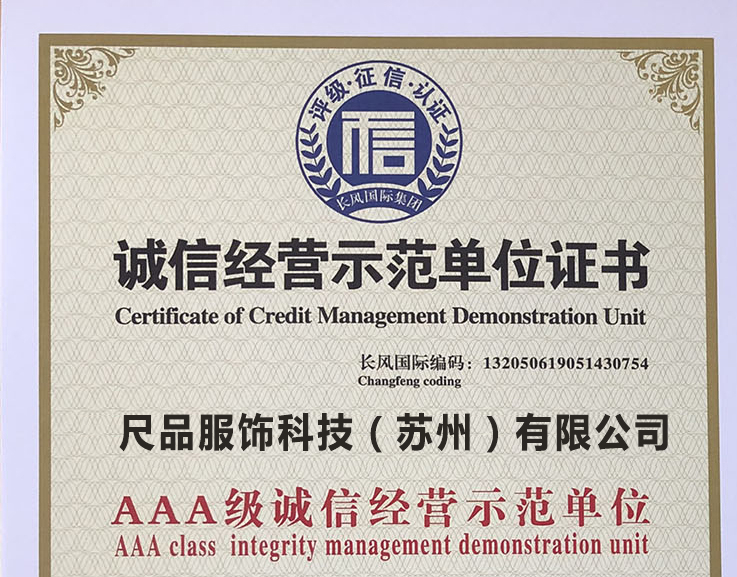 评级·征信·认证
信
长风国际集团
诚信经营示范单位证书
Certificate of Credit Management Demonstration Unit
长风国际编码：132050619051430754
Changfeng coding
尺品服饰科技（苏州）有限公司
AAA级诚信经营示范单位
AAA class integrity management demonstration unit